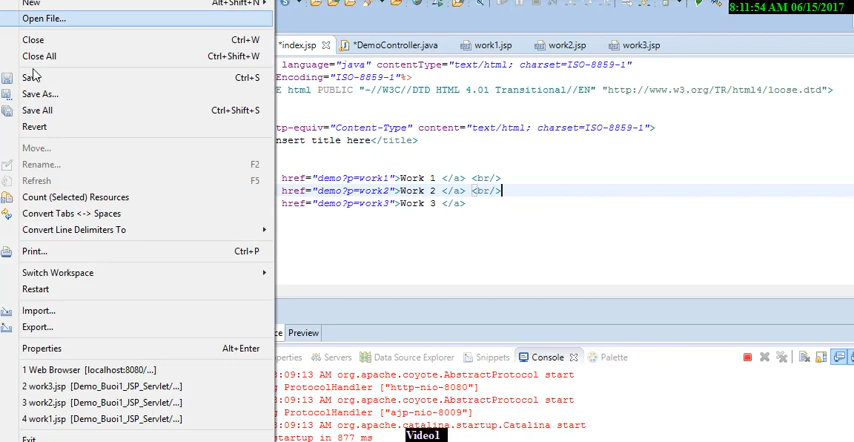 New Alt+Shift+N
8:11:54 AM 06/15/2017
Open File...
Close Ctrl+W
Close All Ctrl+Shift+W
Save Ctrl+S
Save As...
Save All Ctrl+Shift+S
Revert
Move...
Rename... F2
Refresh F5
Count (Selected) Resources
Convert Tabs <-> Spaces
Convert Line Delimiters To
Print... Ctrl+P
Switch Workspace
Restart
Import...
Export...
Properties Alt+Enter
1 Web Browser [localhost:8080/...]
2 work3.jsp [Demo_Buoi1_JSP_Servlet/...]
3 work2.jsp [Demo_Buoi1_JSP_Servlet/...]
4 work1.jsp [Demo_Buoi1_JSP_Servlet/...]
Exit
*index.jsp *DemoController.java work1.jsp work2.jsp work3.jsp
language="java" contentType="text/html; charset=ISO-8859-1"
Encoding="ISO-8859-1"%>
E html PUBLIC "-//W3C//DTD HTML 4.01 Transitional//EN" "http://www.w3.org/TR/html4/loose.dtd">
tp-equiv="Content-Type" content="text/html; charset=ISO-8859-1">
nsert title here</title>
href="demo?p=work1">Work 1 </a> <br/>
href="demo?p=work2">Work 2 </a> <br/>
href="demo?p=work3">Work 3 </a>
ce Preview
perties Servers Data Source Explorer Snippets Console Palette
:09:13 AM org.apache.coyote.AbstractProtocol start
g ProtocolHandler ["http-nio-8080"]
:09:13 AM org.apache.coyote.AbstractProtocol start
g ProtocolHandler ["ajp-nio-8009"]
:09:13 AM org.apache.catalina.startup.Catalina start
startup in 877 ms
Video1